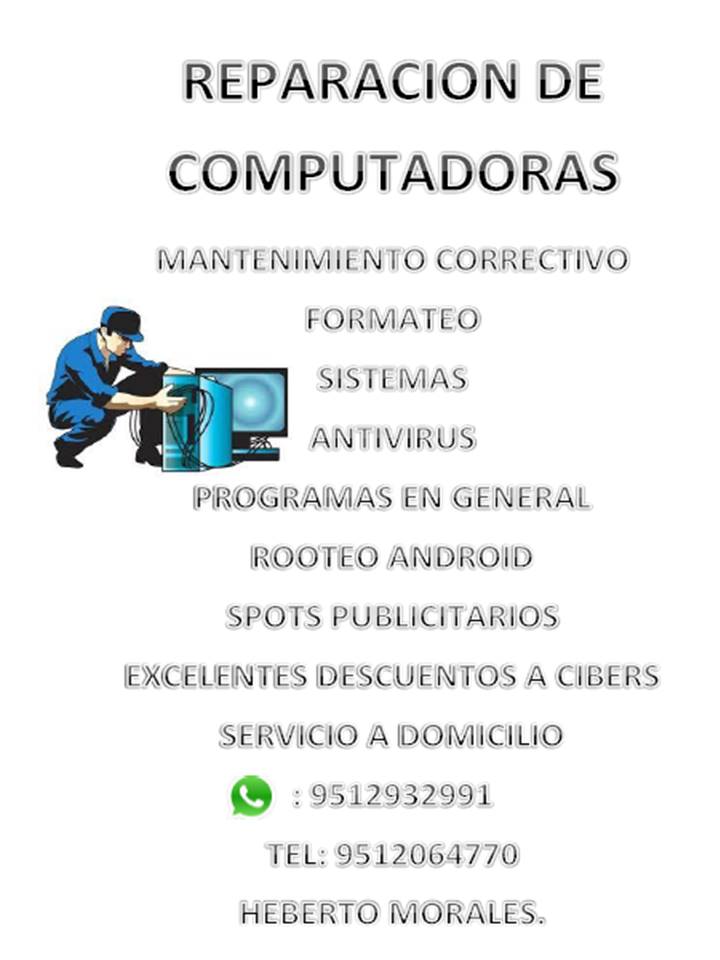 REPARACION DE
COMPUTADORAS
MANTENIMIENTO CORRECTIVO
FORMATEO
SISTEMAS
ANTIVIRUS
PROGRAMAS EN GENERAL
ROOTEO ANDROID
SPOTS PUBLICITARIOS
EXCELENTES DESCUENTOS A CIBERS
SERVICIO A DOMICILIO
: 9512932991
TEL: 9512064770
HEBERTO MORALES.